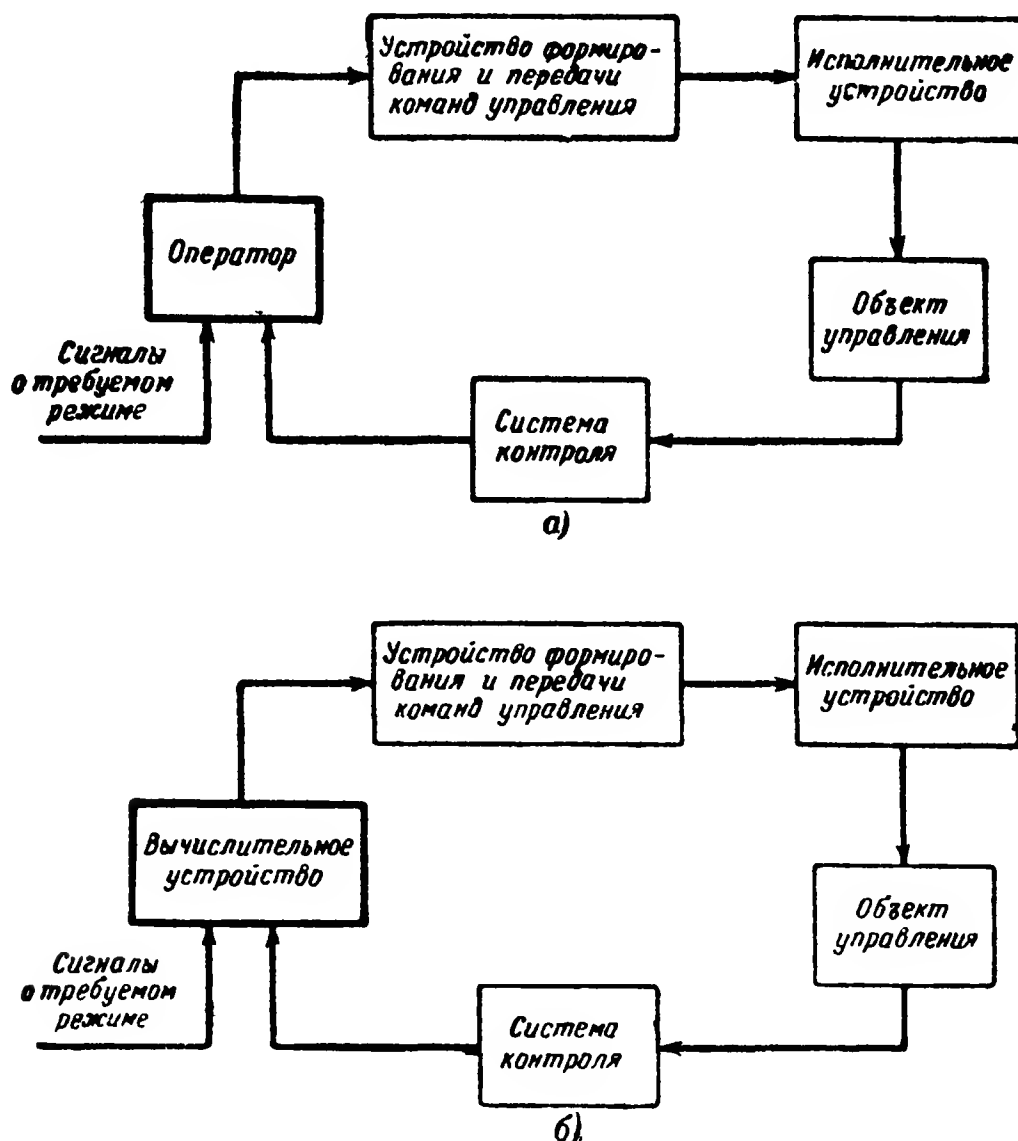 Устройство формиро-
вания и передачи
команд управления
Исполнительное
устройство
Оператор
Объект
управления
Сигналы
о требуемом
режиме
Система
контроля
а)
Устройство формиро-
вания и передачи
команд управления
Исполнительное
устройство
Вычислительное
устройство
Объект
управления
Сигналы
о требуемом
режиме
Система
контроля
б)